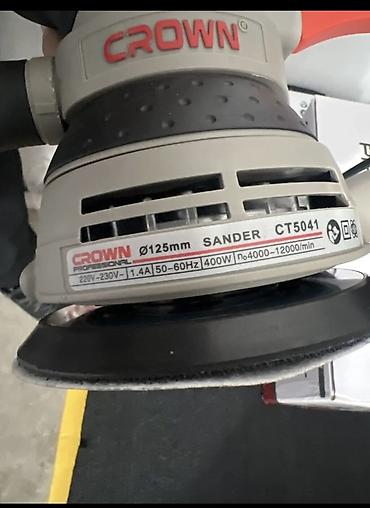 CROWN®
CROWN Ø125mm SANDER CT5041
PROFESSIONAL
220V~230V~ 1.4A 50-60Hz 400W n₀4000-12000/min